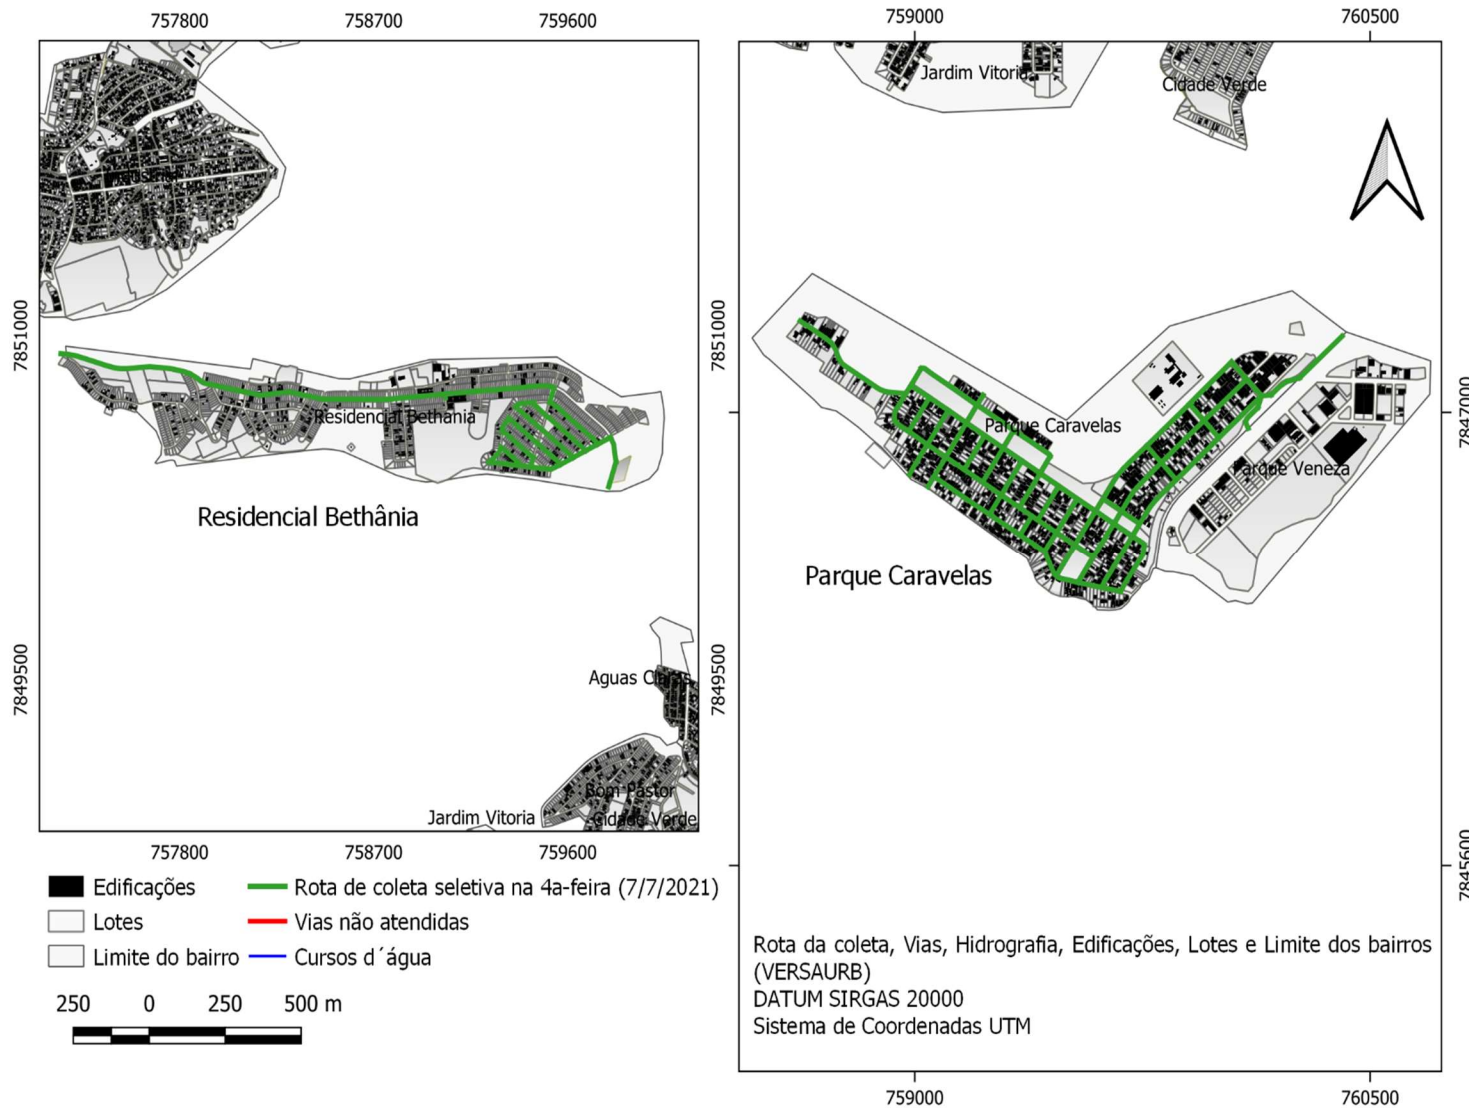 757800 758700 759600
759000 760500
Jardim Vitoria
Cidade Verde
7851000
7851000
Residencial Bethania
7847000
Parque Caravelas
Parque Veneza
Residencial Bethânia
Parque Caravelas
7849500
7849500
Aguas Claras
Bom Pastor
Jardim Vitoria
Cidade Verde
757800 758700 759600
7845600
Edificações
Lotes
Limite do bairro
Rota de coleta seletiva na 4a-feira (7/7/2021)
Vias não atendidas
Cursos d´água
250 0 250 500 m
Rota da coleta, Vias, Hidrografia, Edificações, Lotes e Limite dos bairros
(VERSAURB)
DATUM SIRGAS 20000
Sistema de Coordenadas UTM
759000 760500